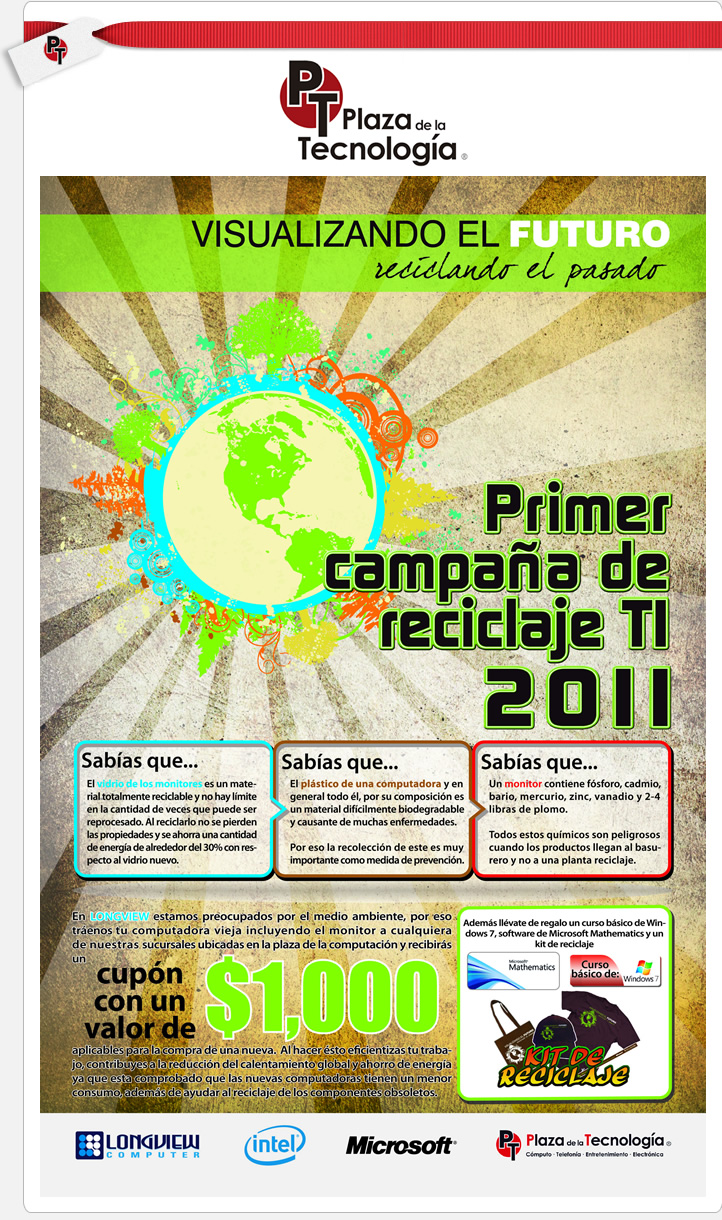 PT
PT Plaza de la
Tecnología ®
VISUALIZANDO EL FUTURO
reciclando el pasado
Primer
campaña de
reciclaje TI
2011
Sabías que...
El vidrio de los monitores es un mate-
rial totalmente reciclable y no hay límite
en la cantidad de veces que puede ser
reprocesado. Al reciclarlo no se pierden
las propiedades y se ahorra una cantidad
de energía de alrededor del 30% con res-
pecto al vidrio nuevo.
Sabías que...
El plástico de una computadora y en
general todo él, por su composición es
un material difícilmente biodegradable
y causante de muchas enfermedades.
Por eso la recolección de este es muy
importante como medida de prevención.
Sabías que...
Un monitor contiene fósforo, cadmio,
bario, mercurio, zinc, vanadio y 2-4
libras de plomo.
Todos estos químicos son peligrosos
cuando los productos llegan al basu-
rero y no a una planta reciclaje.
En LONGVIEW estamos preocupados por el medio ambiente, por eso
tráenos tu computadora vieja incluyendo el monitor a cualquiera
de nuestras sucursales ubicadas en la plaza de la computación y recibirás
un
cupón
con un
valor de
$1,000
aplicables para la compra de una nueva. Al hacer ésto eficientizas tu traba-
jo, contribuyes a la reducción del calentamiento global y ahorro de energía
ya que esta comprobado que las nuevas computadoras tienen un menor
consumo, además de ayudar al reciclaje de los componentes obsoletos.
Además llévate de regalo un curso básico de Win-
dows 7, software de Microsoft Mathematics y un
kit de reciclaje
Microsoft
Mathematics
Curso
básico de:
Windows 7
KIT DE
RECICLAJE
LONGVIEW
COMPUTER
intel
Microsoft®
PT Plaza de la Tecnología ®
Cómputo · Telefonía · Entretenimiento · Electrónica